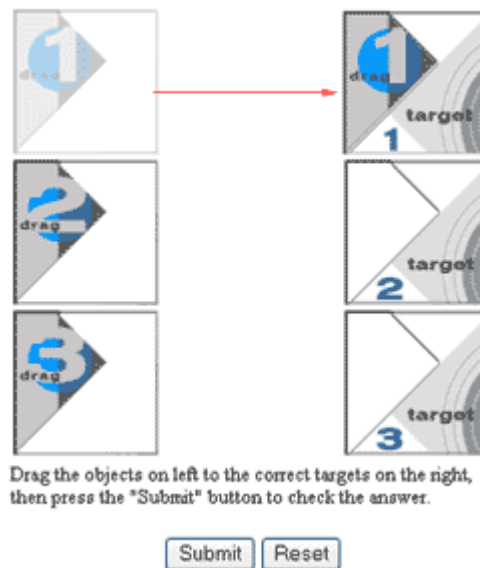 1
drag
1
drag
target
1
2
drag
target
2
3
drag
target
3
Drag the objects on left to the correct targets on the right,
then press the "Submit" button to check the answer.
Submit Reset